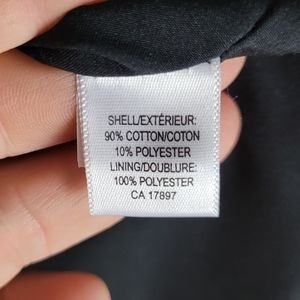 SHELL/EXTÉRIEUR:
90% COTTON/COTON
10% POLYESTER
LINING/DOUBLURE:
100% POLYESTER
CA 17897